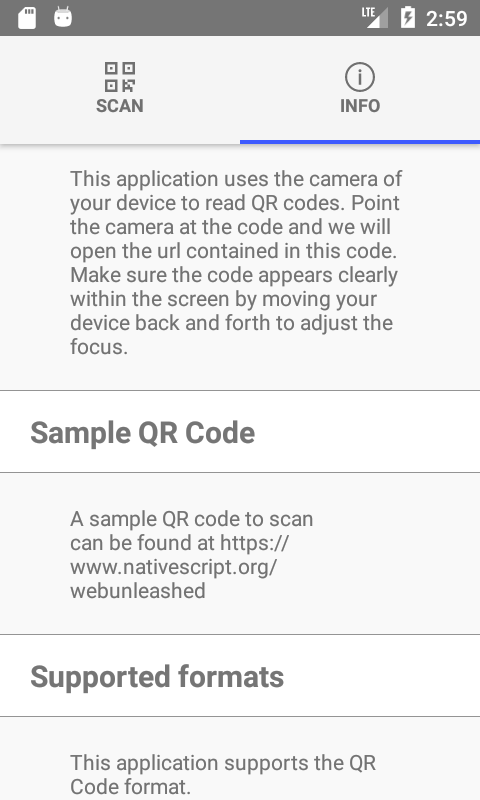 LTE 2:59
SCAN
INFO
This application uses the camera of
your device to read QR codes. Point
the camera at the code and we will
open the url contained in this code.
Make sure the code appears clearly
within the screen by moving your
device back and forth to adjust the
focus.
Sample QR Code
A sample QR code to scan
can be found at https://
www.nativescript.org/
webunleashed
Supported formats
This application supports the QR
Code format.